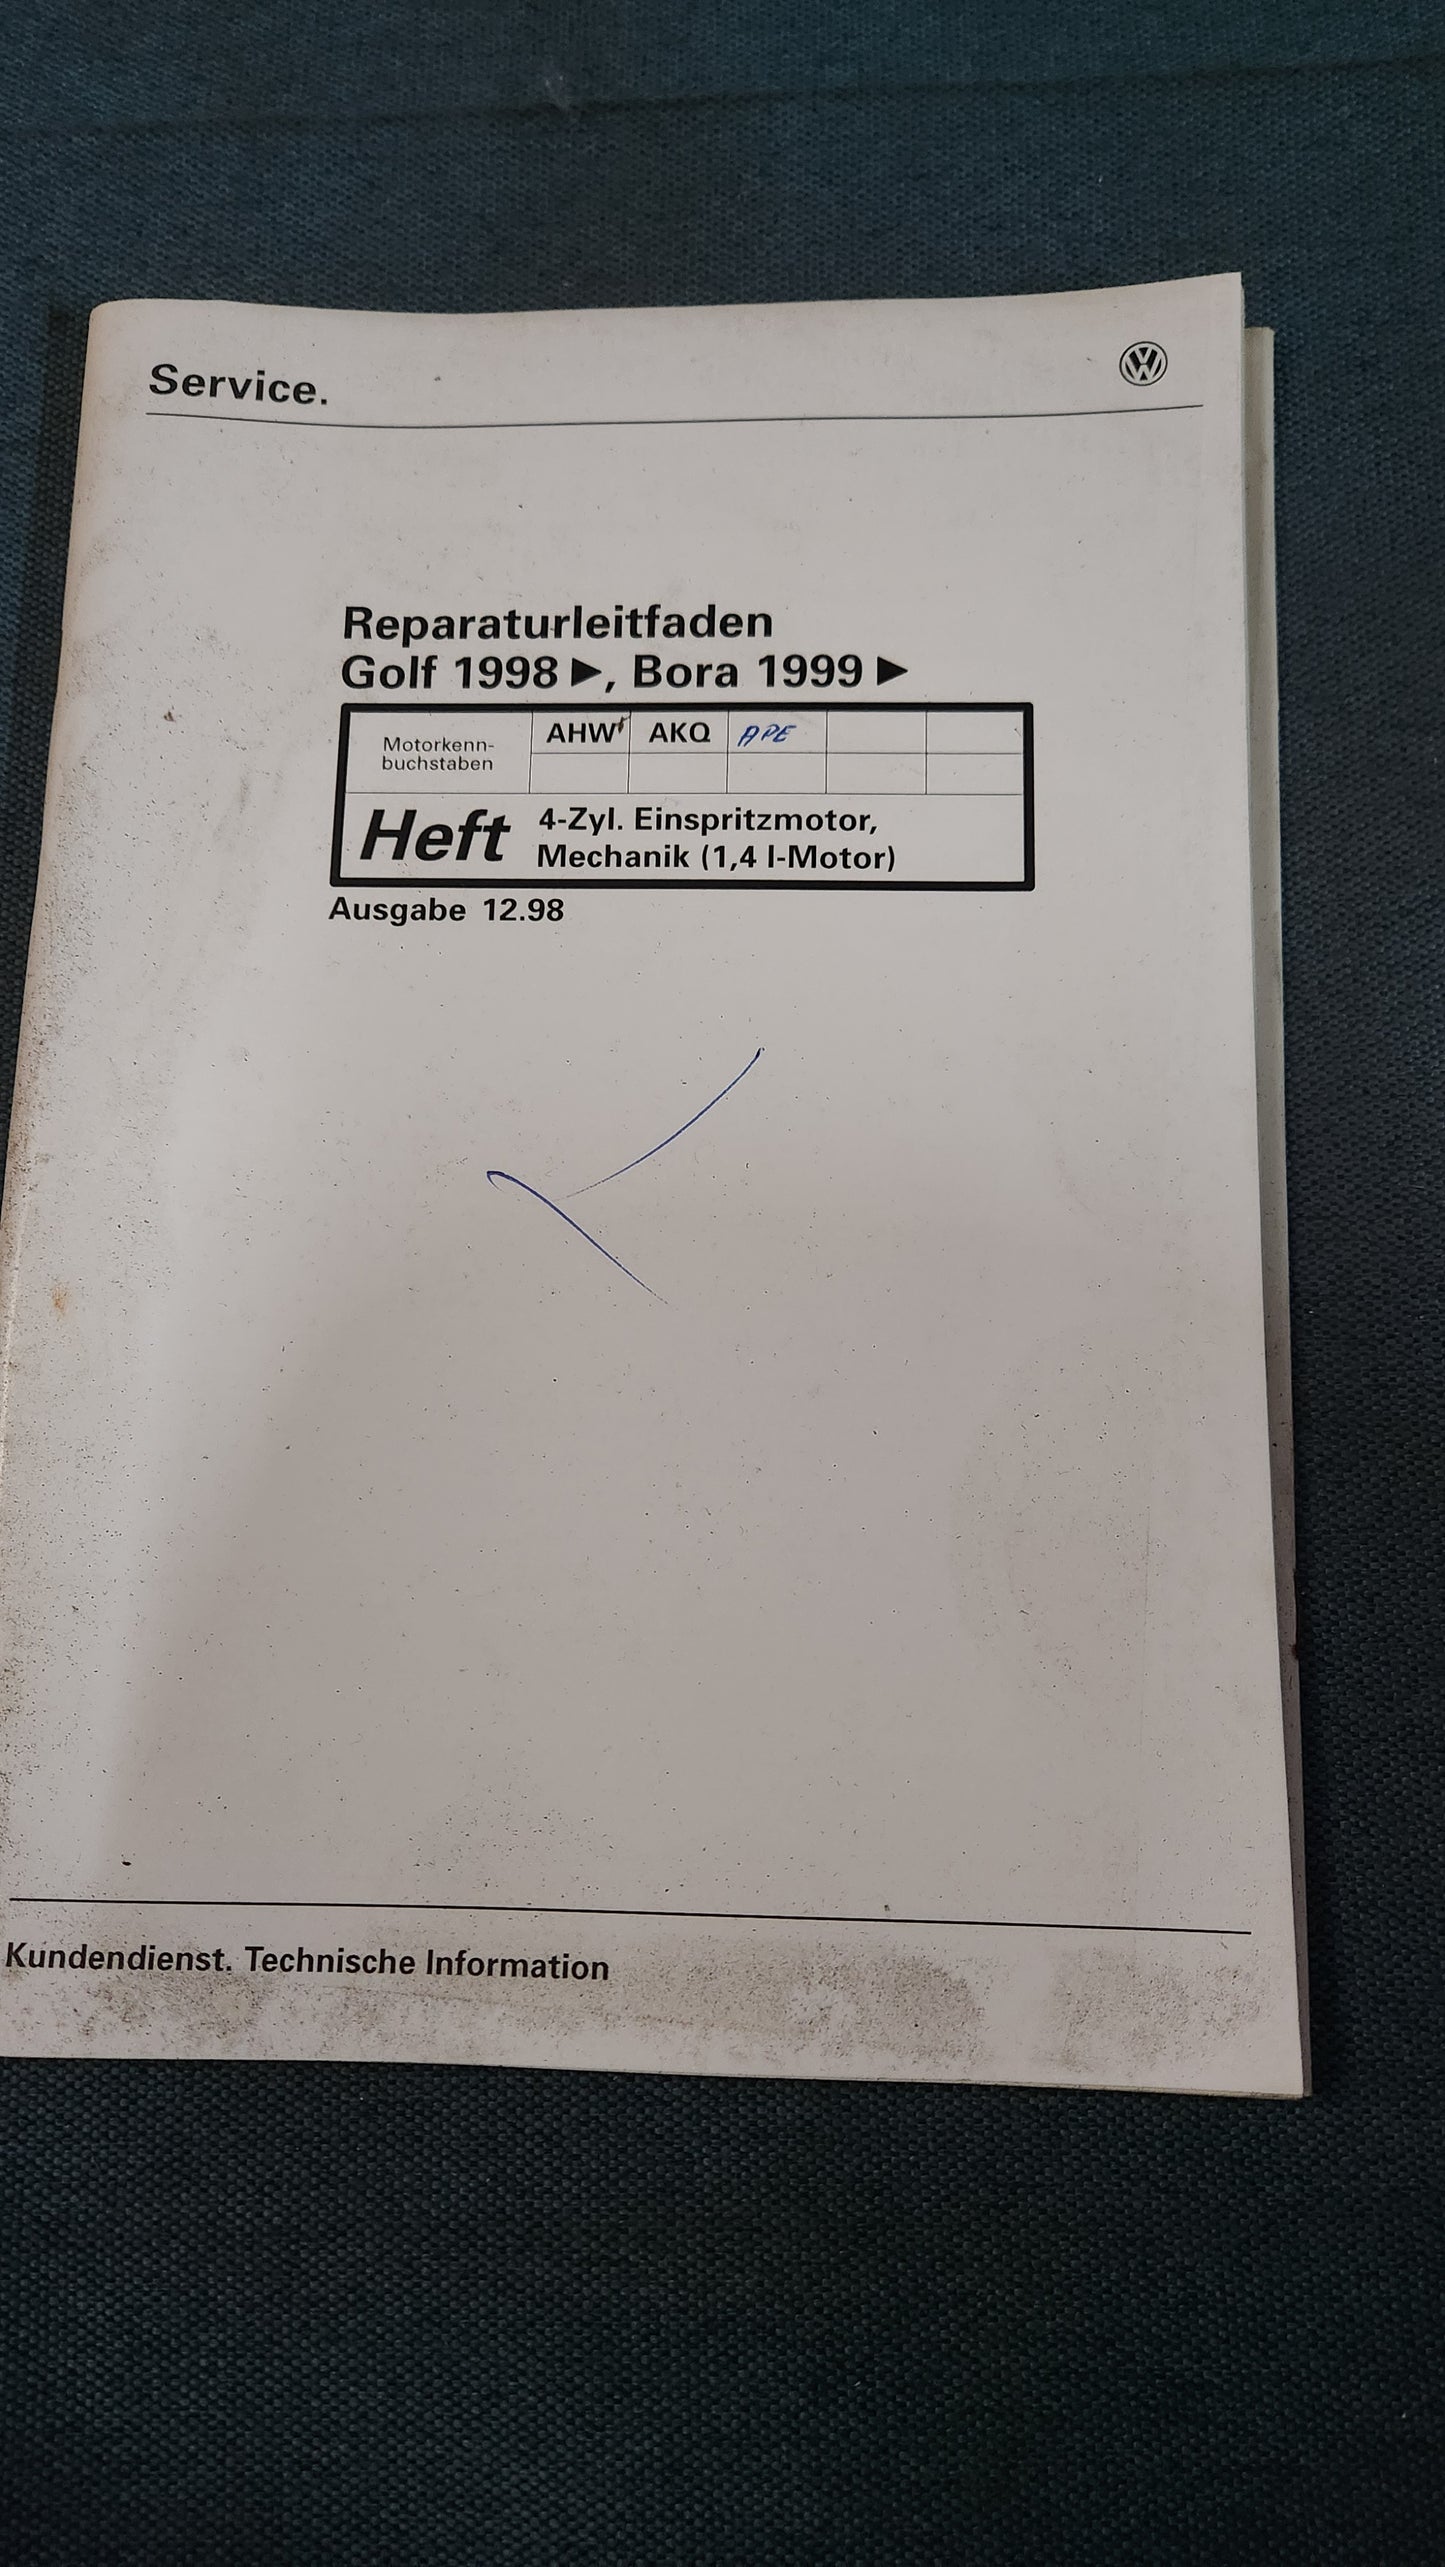 Service.
Reparaturleitfaden
Golf 1998 ►, Bora 1999 ►
Motorkenn-
buchstaben
AHW AKQ APE
Heft
4-Zyl. Einspritzmotor,
Mechanik (1,4 l-Motor)
Ausgabe 12.98
Kundendienst. Technische Information